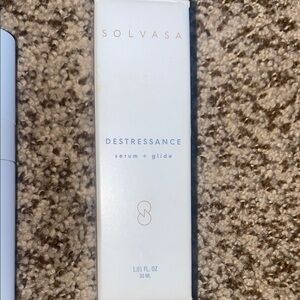 SOLVASA
DESTRESSANCE
serum + glide
1.01 FL. OZ
30 ML